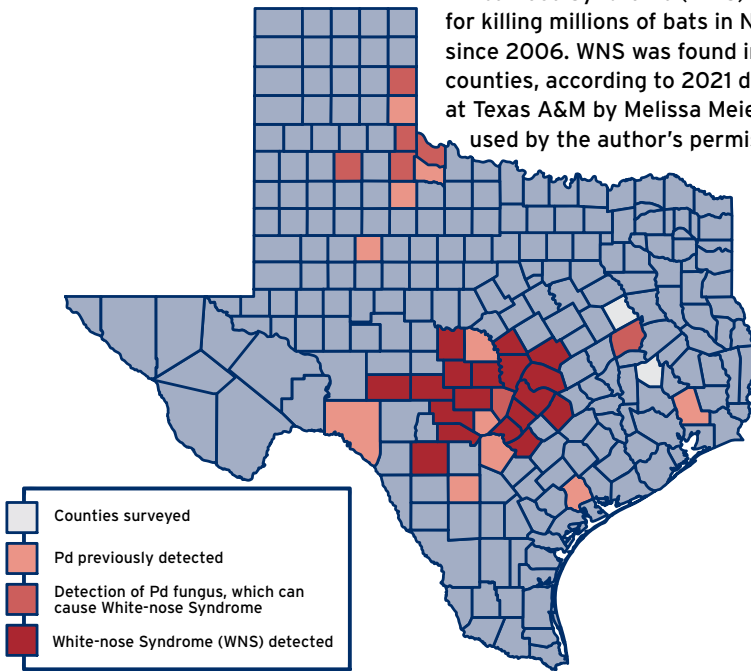 for killing millions of bats in N
since 2006. WNS was found in
counties, according to 2021 d
at Texas A&M by Melissa Meie
used by the author's permis
Counties surveyed
Pd previously detected
Detection of Pd fungus, which can
cause White-nose Syndrome
White-nose Syndrome (WNS) detected